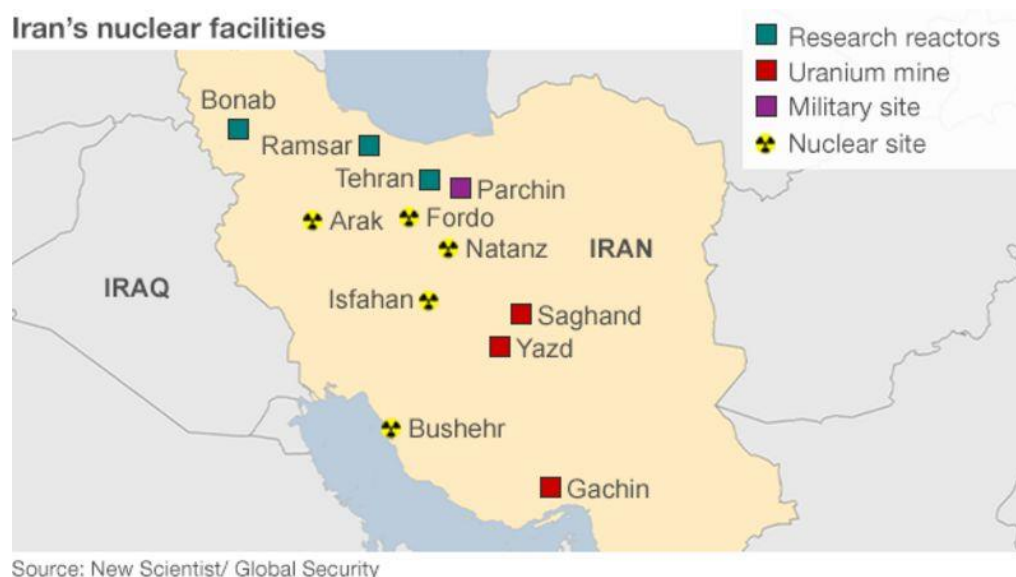 Iran's nuclear facilities
Research reactors
Uranium mine
Military site
Nuclear site
Bonab
Ramsar
Tehran
Parchin
Arak
Fordo
Natanz
IRAN
IRAQ
Isfahan
Saghand
Yazd
Bushehr
Gachin
Source: New Scientist/ Global Security